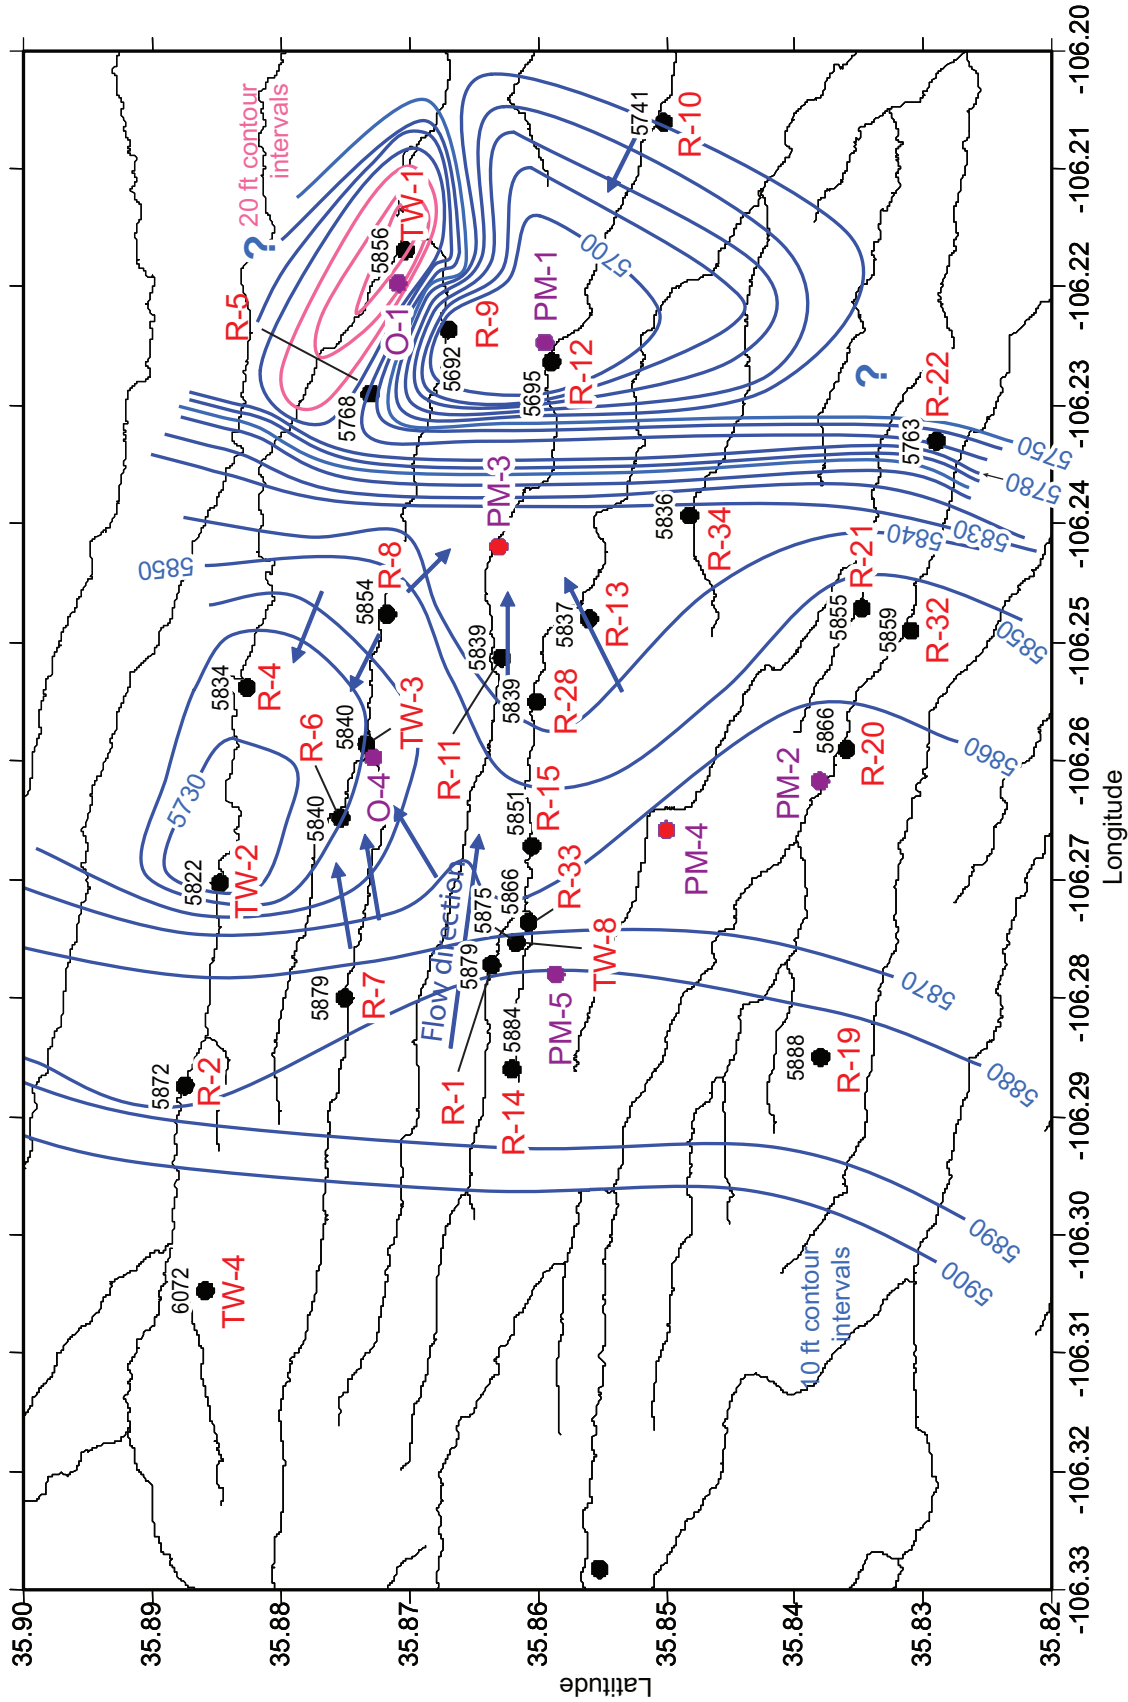 35.90
35.89
35.88
35.87
35.86
35.85
35.84
35.83
35.82
Latitude
-106.33
-106.32
-106.31
-106.30
-106.29
-106.28
-106.27
-106.26
-106.25
-106.24
-106.23
-106.22
-106.21
-106.20
Longitude
20 ft contour
intervals
10 ft contour
intervals
Flow direction
?
?
6072
TW-4
5872
R-2
5879
R-7
5822
TW-2
5730
5834
R-4
R-6
5840
5840
TW-3
O-4
5854
R-8
5850
R-5
5768
5856
TW-1
O-1
5692
R-9
PM-1
5695
R-12
5700
5741
R-10
PM-3
5839
R-11
5839
R-28
5837
R-13
5836
R-34
5851
R-15
5866
R-33
5875
TW-8
5879
R-1
5884
R-14
PM-5
PM-4
PM-2
5866
R-20
5855
R-21
5859
R-32
5763
R-22
5888
R-19
5750
5780
5830
5840
5850
5860
5870
5880
5890
5900